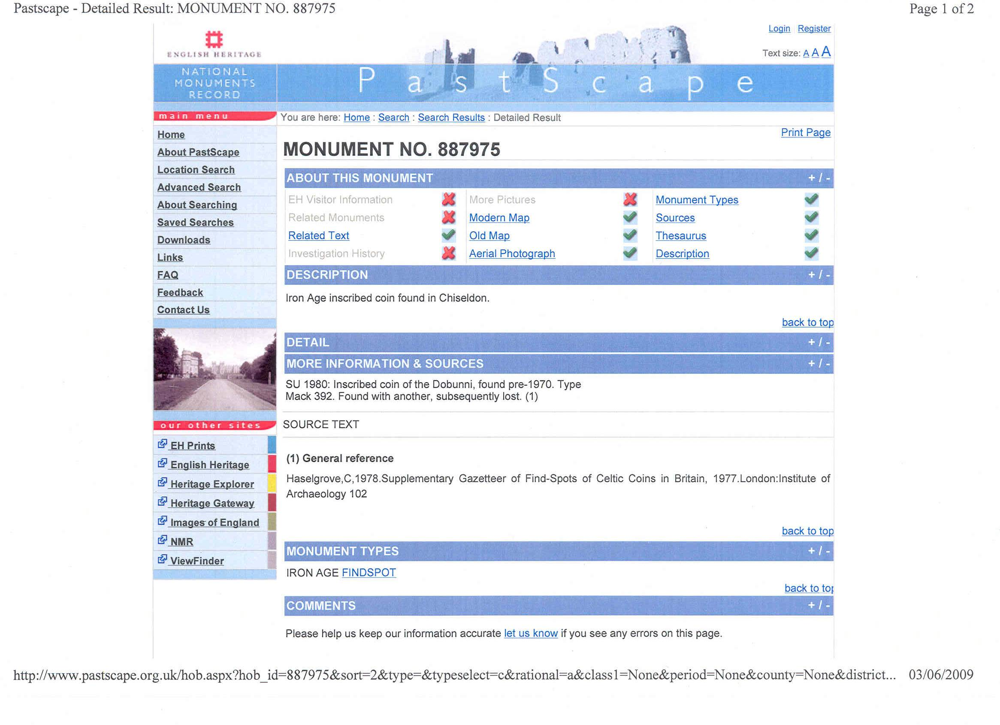 Pastscape - Detailed Result: MONUMENT NO. 887975
Page 1 of 2
Login Register
ENGLISH HERITAGE
Text size: A A A
NATIONAL
MONUMENTS
RECORD
PastScape
main menu
You are here: Home : Search : Search Results : Detailed Result
Print Page
Home
About PastScape
Location Search
Advanced Search
About Searching
Saved Searches
Downloads
Links
FAQ
Feedback
Contact Us
MONUMENT NO. 887975
ABOUT THIS MONUMENT + / -
EH Visitor Information More Pictures Monument Types
Related Monuments Modern Map Sources
Related Text Old Map Thesaurus
Investigation History Aerial Photograph Description
DESCRIPTION + / -
Iron Age inscribed coin found in Chiseldon.
back to top
DETAIL + / -
MORE INFORMATION & SOURCES + / -
SU 1980: Inscribed coin of the Dobunni, found pre-1970. Type
Mack 392. Found with another, subsequently lost. (1)
our other sites
EH Prints
English Heritage
Heritage Explorer
Heritage Gateway
Images of England
NMR
ViewFinder
SOURCE TEXT
(1) General reference
Haselgrove,C,1978.Supplementary Gazetteer of Find-Spots of Celtic Coins in Britain, 1977.London:Institute of
Archaeology 102
back to top
MONUMENT TYPES + / -
IRON AGE FINDSPOT
back to top
COMMENTS + / -
Please help us keep our information accurate let us know if you see any errors on this page.
http://www.pastscape.org.uk/hob.aspx?hob_id=887975&sort=2&type=&typeselect=c&rational=a&class1=None&period=None&county=None&district... 03/06/2009